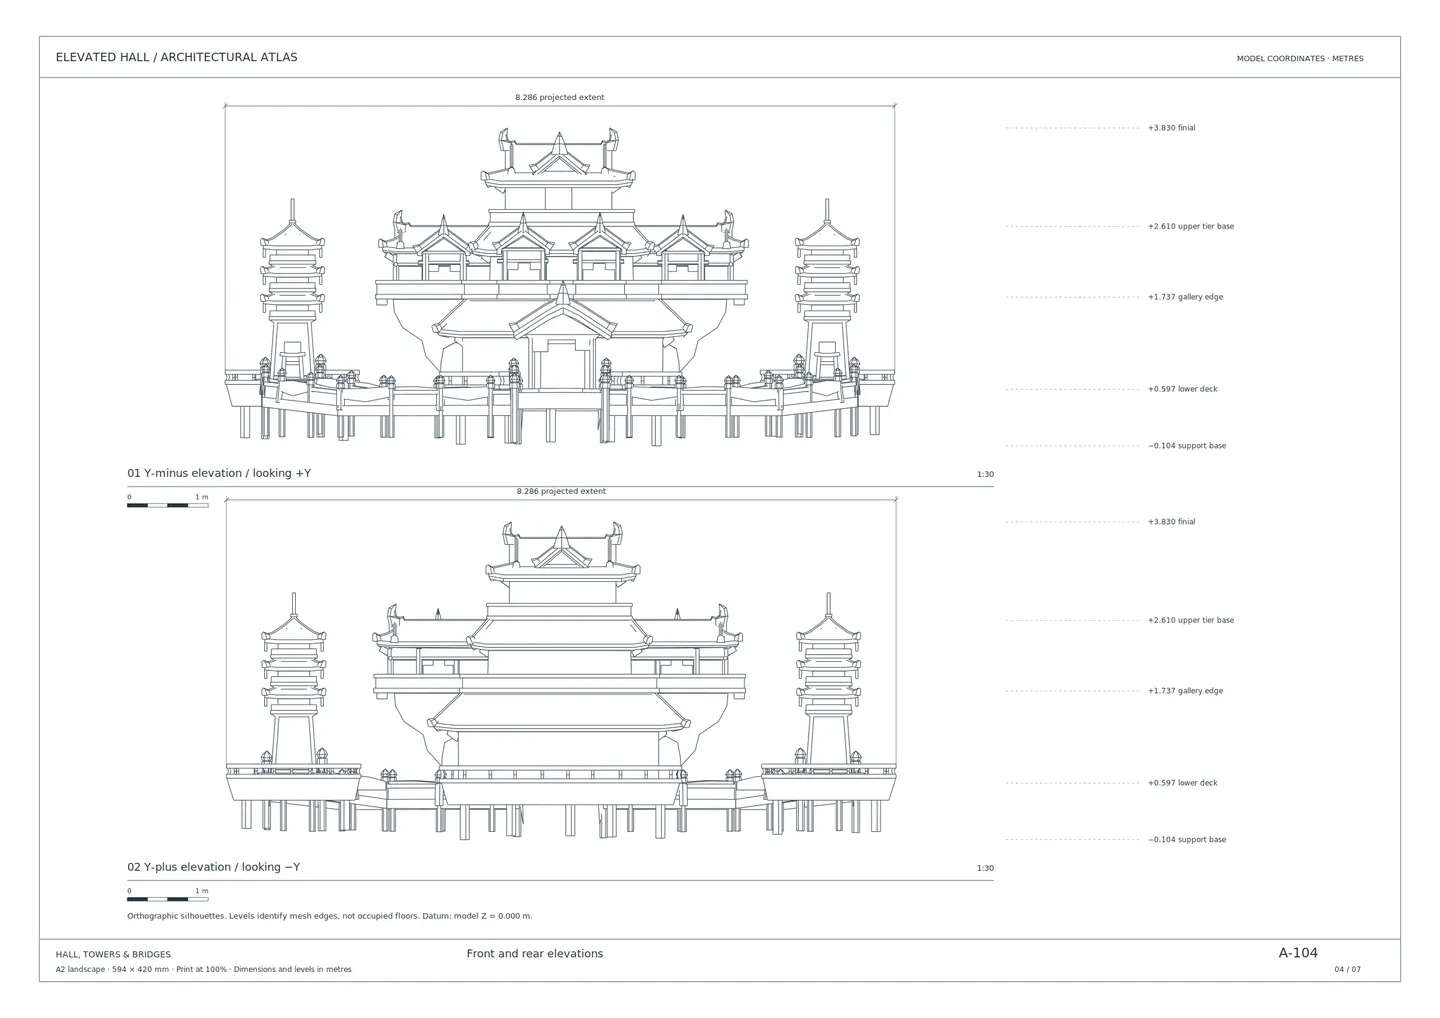 ELEVATED HALL / ARCHITECTURAL ATLAS
MODEL COORDINATES · METRES
8.286 projected extent
+3.830 finial
+2.610 upper tier base
+1.737 gallery edge
+0.597 lower deck
−0.104 support base
01 Y-minus elevation / looking +Y
1:30
0 1 m
8.286 projected extent
+3.830 finial
+2.610 upper tier base
+1.737 gallery edge
+0.597 lower deck
−0.104 support base
02 Y-plus elevation / looking −Y
1:30
0 1 m
Orthographic silhouettes. Levels identify mesh edges, not occupied floors. Datum: model Z = 0.000 m.
HALL, TOWERS & BRIDGES
Front and rear elevations
A-104
A2 landscape · 594 × 420 mm · Print at 100% · Dimensions and levels in metres
04 / 07